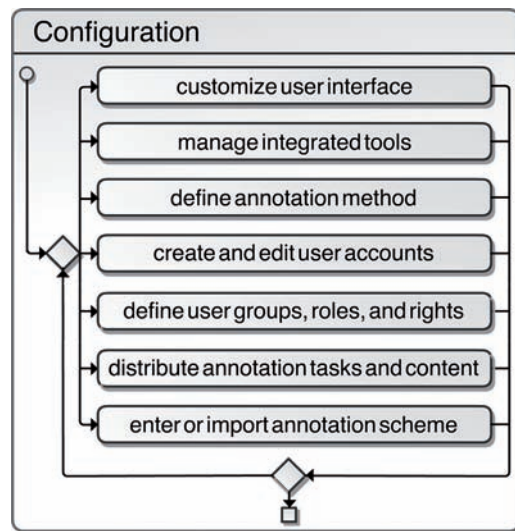 Configuration
customize user interface
manage integrated tools
define annotation method
create and edit user accounts
define user groups, roles, and rights
distribute annotation tasks and content
enter or import annotation scheme